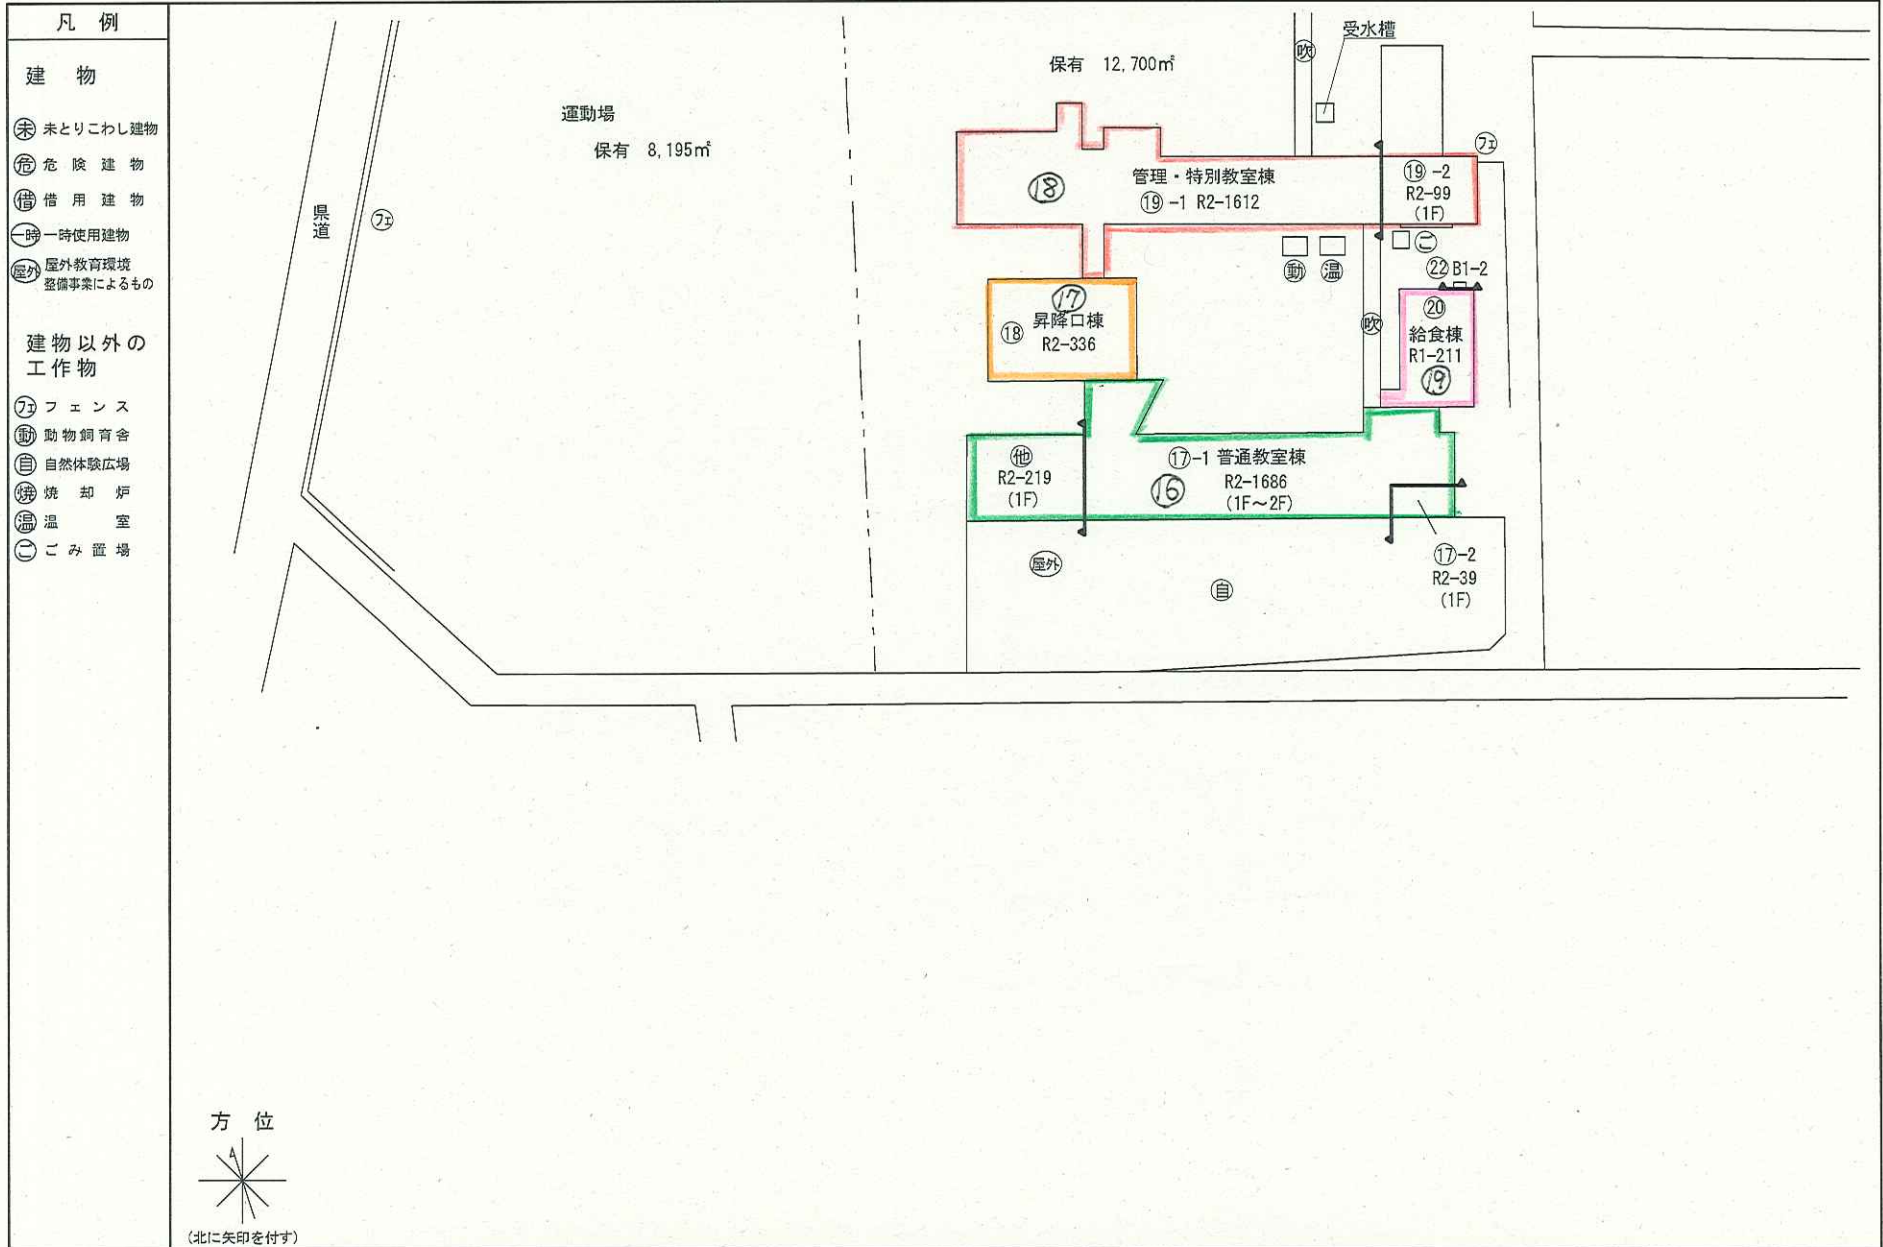 凡 例
建 物
未 未とりこわし建物
危 危 険 建 物
借 借 用 建 物
一時 一時使用建物
屋外 屋外教育環境
整備事業によるもの
建物以外の
工作物
フェ フ ェ ン ス
動 動物飼育舎
自 自然体験広場
焼 焼 却 炉
温 温 室
ご ご み 置 場
県道
フェ
運動場
保有 8,195㎡
保有 12,700㎡
吹
受水槽
フェ
⑱
管理・特別教室棟
⑲ -1 R2-1612
⑲ -2
R2-99
(1F)
動
温
ご
㉒ B1-2
⑰
昇降口棟
⑱
R2-336
吹
⑳
給食棟
R1-211
⑲
他
R2-219
(1F)
⑰-1 普通教室棟
R2-1686
(1F~2F)
⑯
⑰-2
R2-39
(1F)
屋外
自
方 位
(北に矢印を付す)